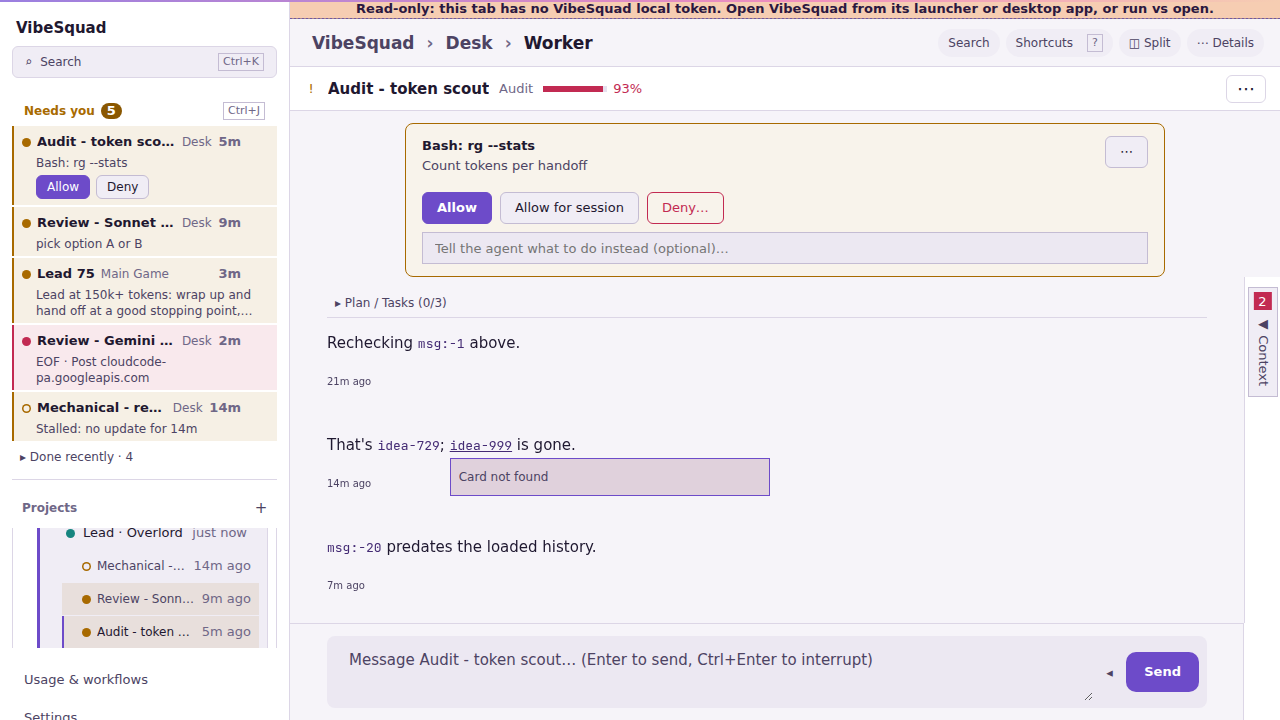 Read-only: this tab has no VibeSquad local token. Open VibeSquad from its launcher or desktop app, or run vs open.
VibeSquad
⌕ Search Ctrl+K
Needs you 5 Ctrl+J
Audit - token sco… Desk 5m
Bash: rg --stats
Allow Deny
Review - Sonnet … Desk 9m
pick option A or B
Lead 75 Main Game 3m
Lead at 150k+ tokens: wrap up and
hand off at a good stopping point,…
Review - Gemini … Desk 2m
EOF · Post cloudcode-
pa.googleapis.com
Mechanical - re… Desk 14m
Stalled: no update for 14m
▸ Done recently · 4
Projects +
Lead · Overlord just now
Mechanical -… 14m ago
Review - Sonn… 9m ago
Audit - token … 5m ago
Usage & workflows
Settings
VibeSquad › Desk › Worker
Search Shortcuts ? ◫ Split ⋯ Details
! Audit - token scout Audit 93% ⋯
Bash: rg --stats ⋯
Count tokens per handoff
Allow Allow for session Deny…
Tell the agent what to do instead (optional)…
▸ Plan / Tasks (0/3)
Rechecking msg:-1 above.
21m ago
That's idea-729; idea-999 is gone.
Card not found
14m ago
msg:-20 predates the loaded history.
7m ago
2 ◀ Context
Message Audit - token scout… (Enter to send, Ctrl+Enter to interrupt)
◂ Send